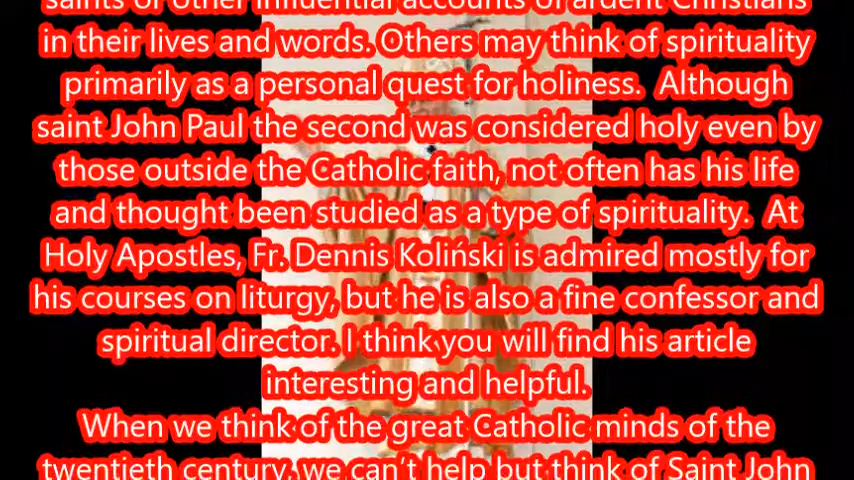 saints or other influential accounts of ardent Christians
in their lives and words. Others may think of spirituality
primarily as a personal quest for holiness. Although
saint John Paul the second was considered holy even by
those outside the Catholic faith, not often has his life
and thought been studied as a type of spirituality. At
Holy Apostles, Fr. Dennis Koliński is admired mostly for
his courses on liturgy, but he is also a fine confessor and
spiritual director. I think you will find his article
interesting and helpful.
When we think of the great Catholic minds of the
twentieth century, we can't help but think of Saint John